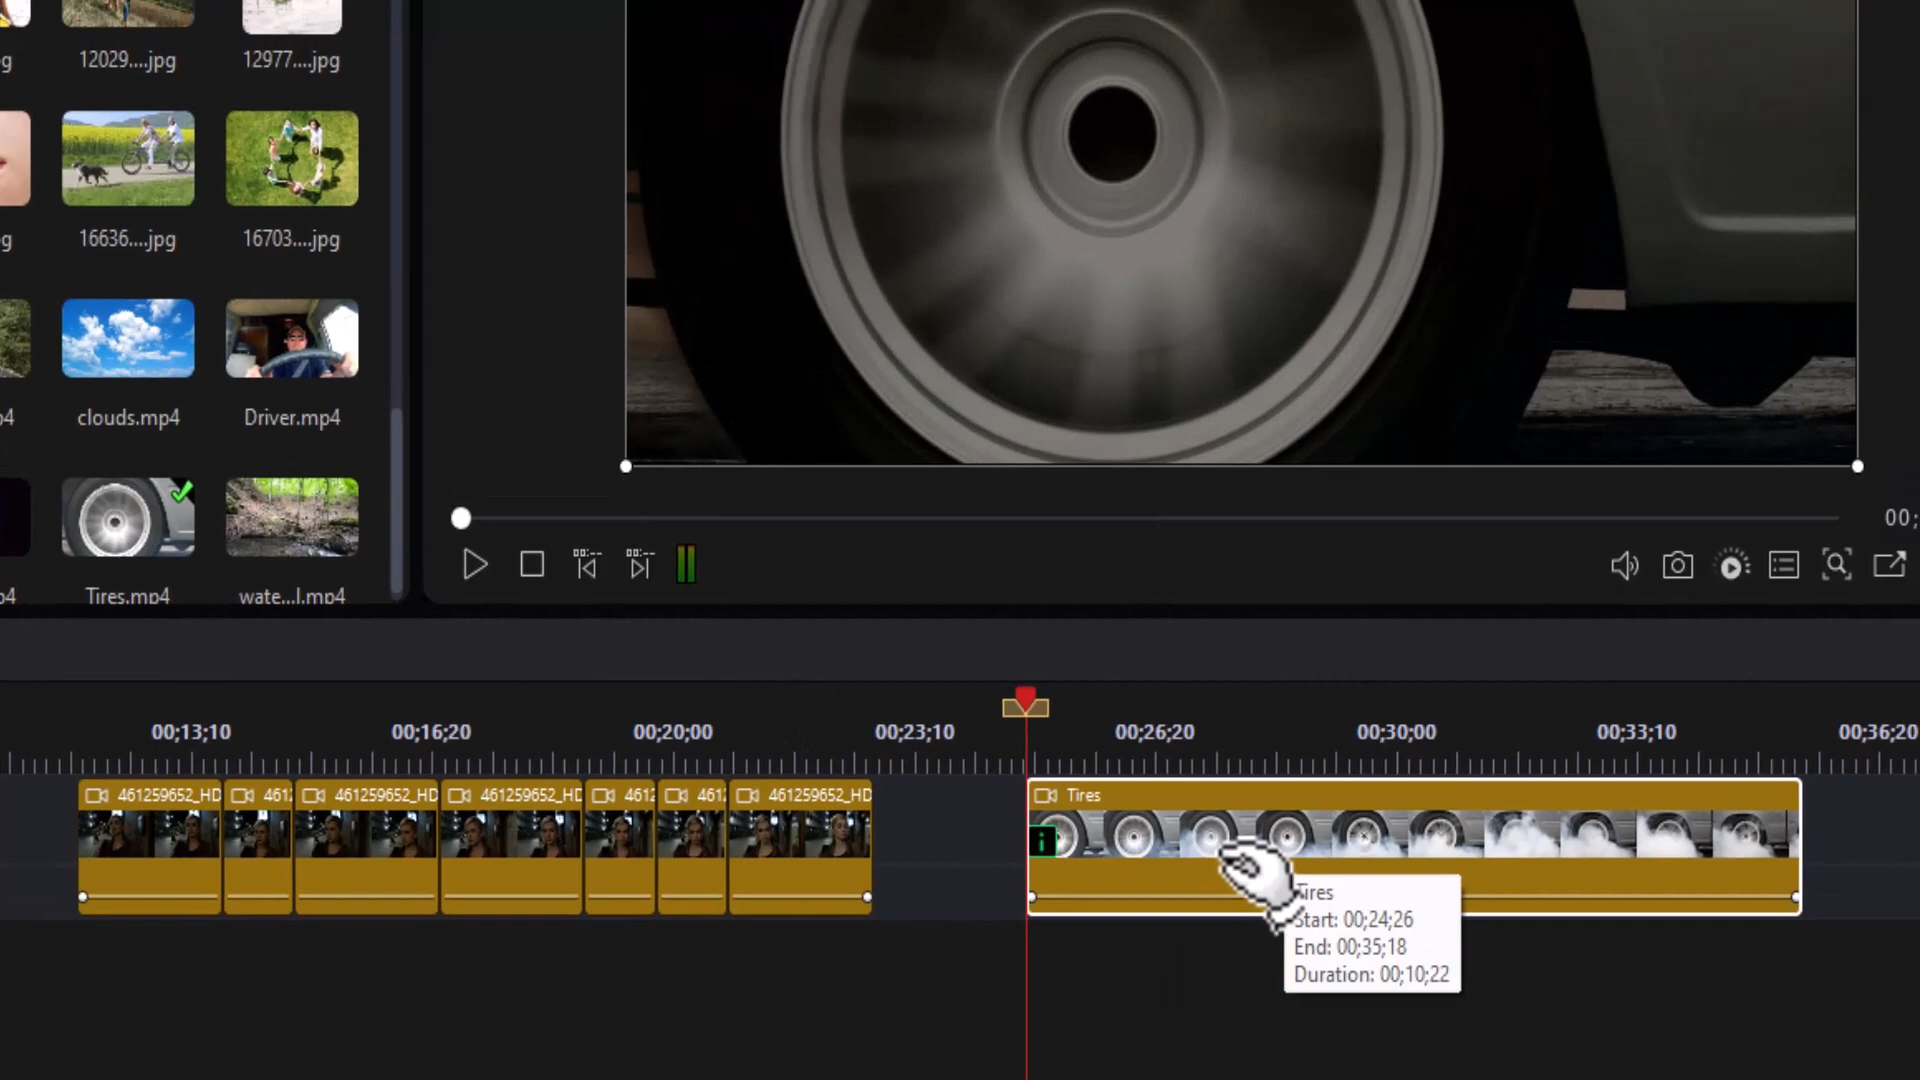 g
12029....jpg
12977....jpg
g
16636....jpg
16703....jpg
p4
clouds.mp4
Driver.mp4
p4
Tires.mp4
wate...l.mp4
00;
00;13;10
00;16;20
00;20;00
00;23;10
00;26;20
00;30;00
00;33;10
00;36;20
461259652_HD
461
461259652_HD
461259652_HD
461
461
461259652_HD
Tires
i
Tires
Start: 00;24;26
End: 00;35;18
Duration: 00;10;22